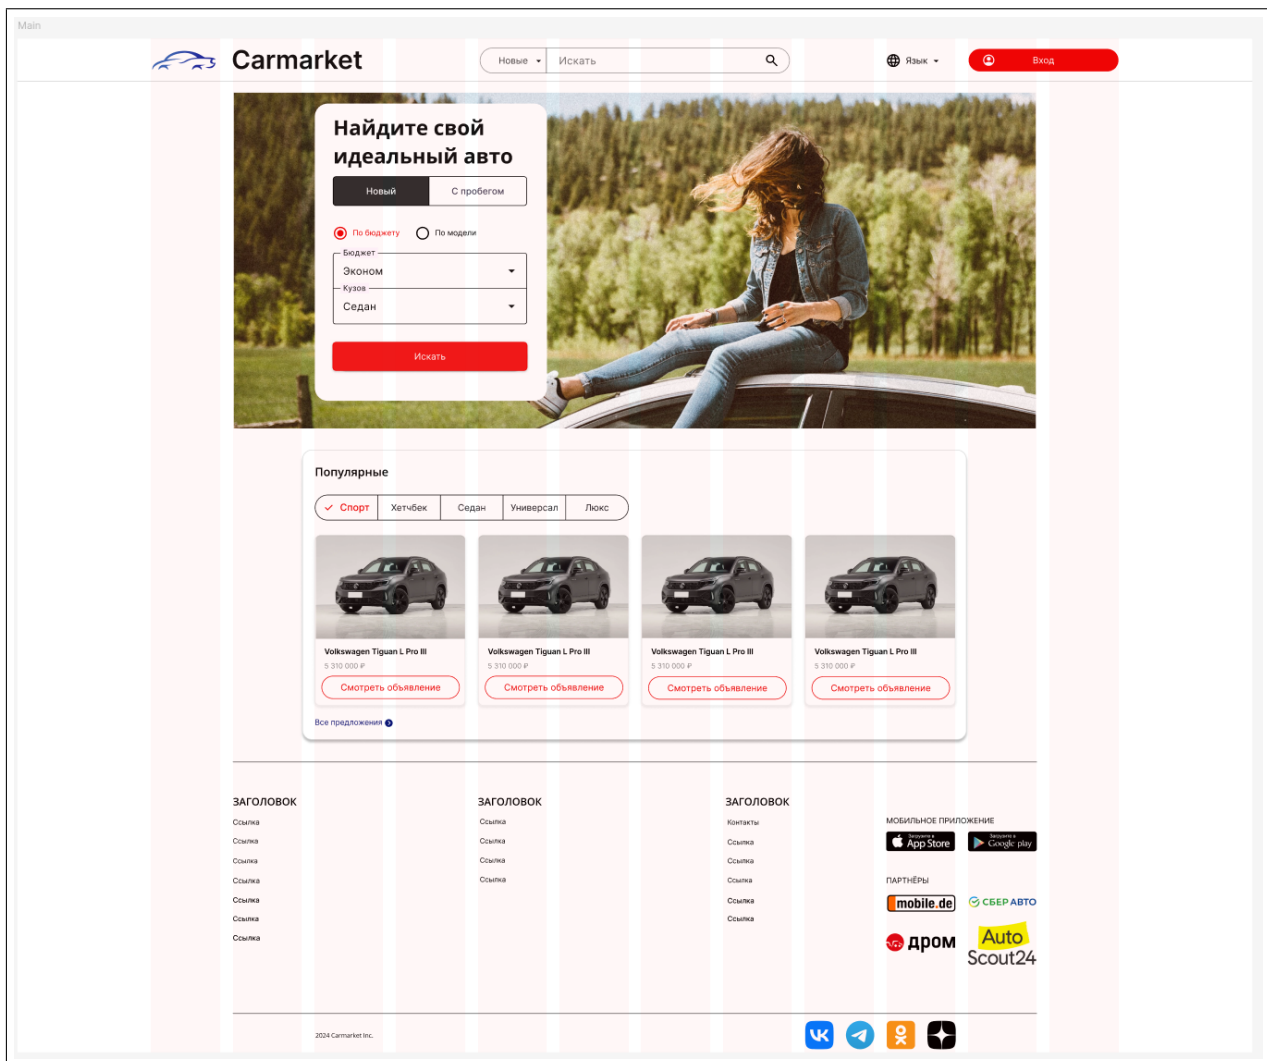 Main
Carmarket
Новые
Искать
Язык
Вход
Найдите свой
идеальный авто
Новый
С пробегом
По бюджету
По модели
Бюджет
Эконом
Кузов
Седан
Искать
Популярные
Спорт
Хетчбек
Седан
Универсал
Люкс
Volkswagen Tiguan L Pro III
5 310 000 ₽
Смотреть объявление
Volkswagen Tiguan L Pro III
5 310 000 ₽
Смотреть объявление
Volkswagen Tiguan L Pro III
5 310 000 ₽
Смотреть объявление
Volkswagen Tiguan L Pro III
5 310 000 ₽
Смотреть объявление
Все предложения
ЗАГОЛОВОК
Ссылка
Ссылка
Ссылка
Ссылка
Ссылка
Ссылка
Ссылка
ЗАГОЛОВОК
Ссылка
Ссылка
Ссылка
Ссылка
ЗАГОЛОВОК
Контакты
Ссылка
Ссылка
Ссылка
Ссылка
Ссылка
МОБИЛЬНОЕ ПРИЛОЖЕНИЕ
Загрузите в
App Store
Загрузите в
Google play
ПАРТНЁРЫ
mobile.de
СБЕР АВТО
дром
Auto
Scout24
2024 Carmarket Inc.